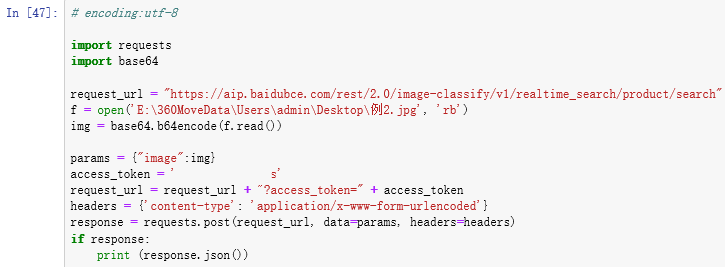 In [47]: # encoding:utf-8
import requests
import base64
request_url = "https://aip.baidubce.com/rest/2.0/image-classify/v1/realtime_search/product/search"
f = open('E:\360MoveData\Users\admin\Desktop\例2.jpg', 'rb')
img = base64.b64encode(f.read())
params = {"image":img}
access_token = ' s'
request_url = request_url + "?access_token=" + access_token
headers = {'content-type': 'application/x-www-form-urlencoded'}
response = requests.post(request_url, data=params, headers=headers)
if response:
    print (response.json())